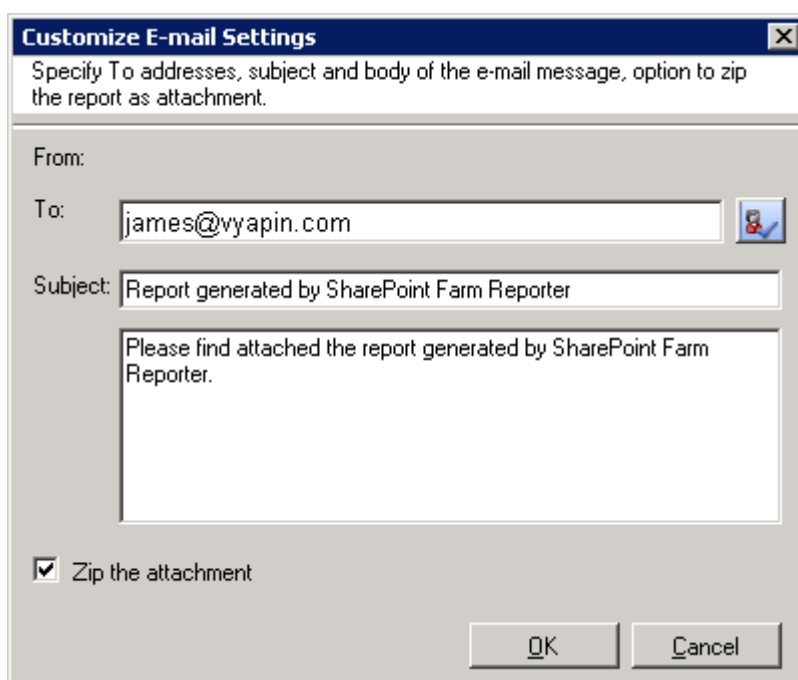 Customize E-mail Settings
Specify To addresses, subject and body of the e-mail message, option to zip
the report as attachment.
From:
To: james@vyapin.com
Subject: Report generated by SharePoint Farm Reporter
Please find attached the report generated by SharePoint Farm
Reporter.
Zip the attachment
OK Cancel